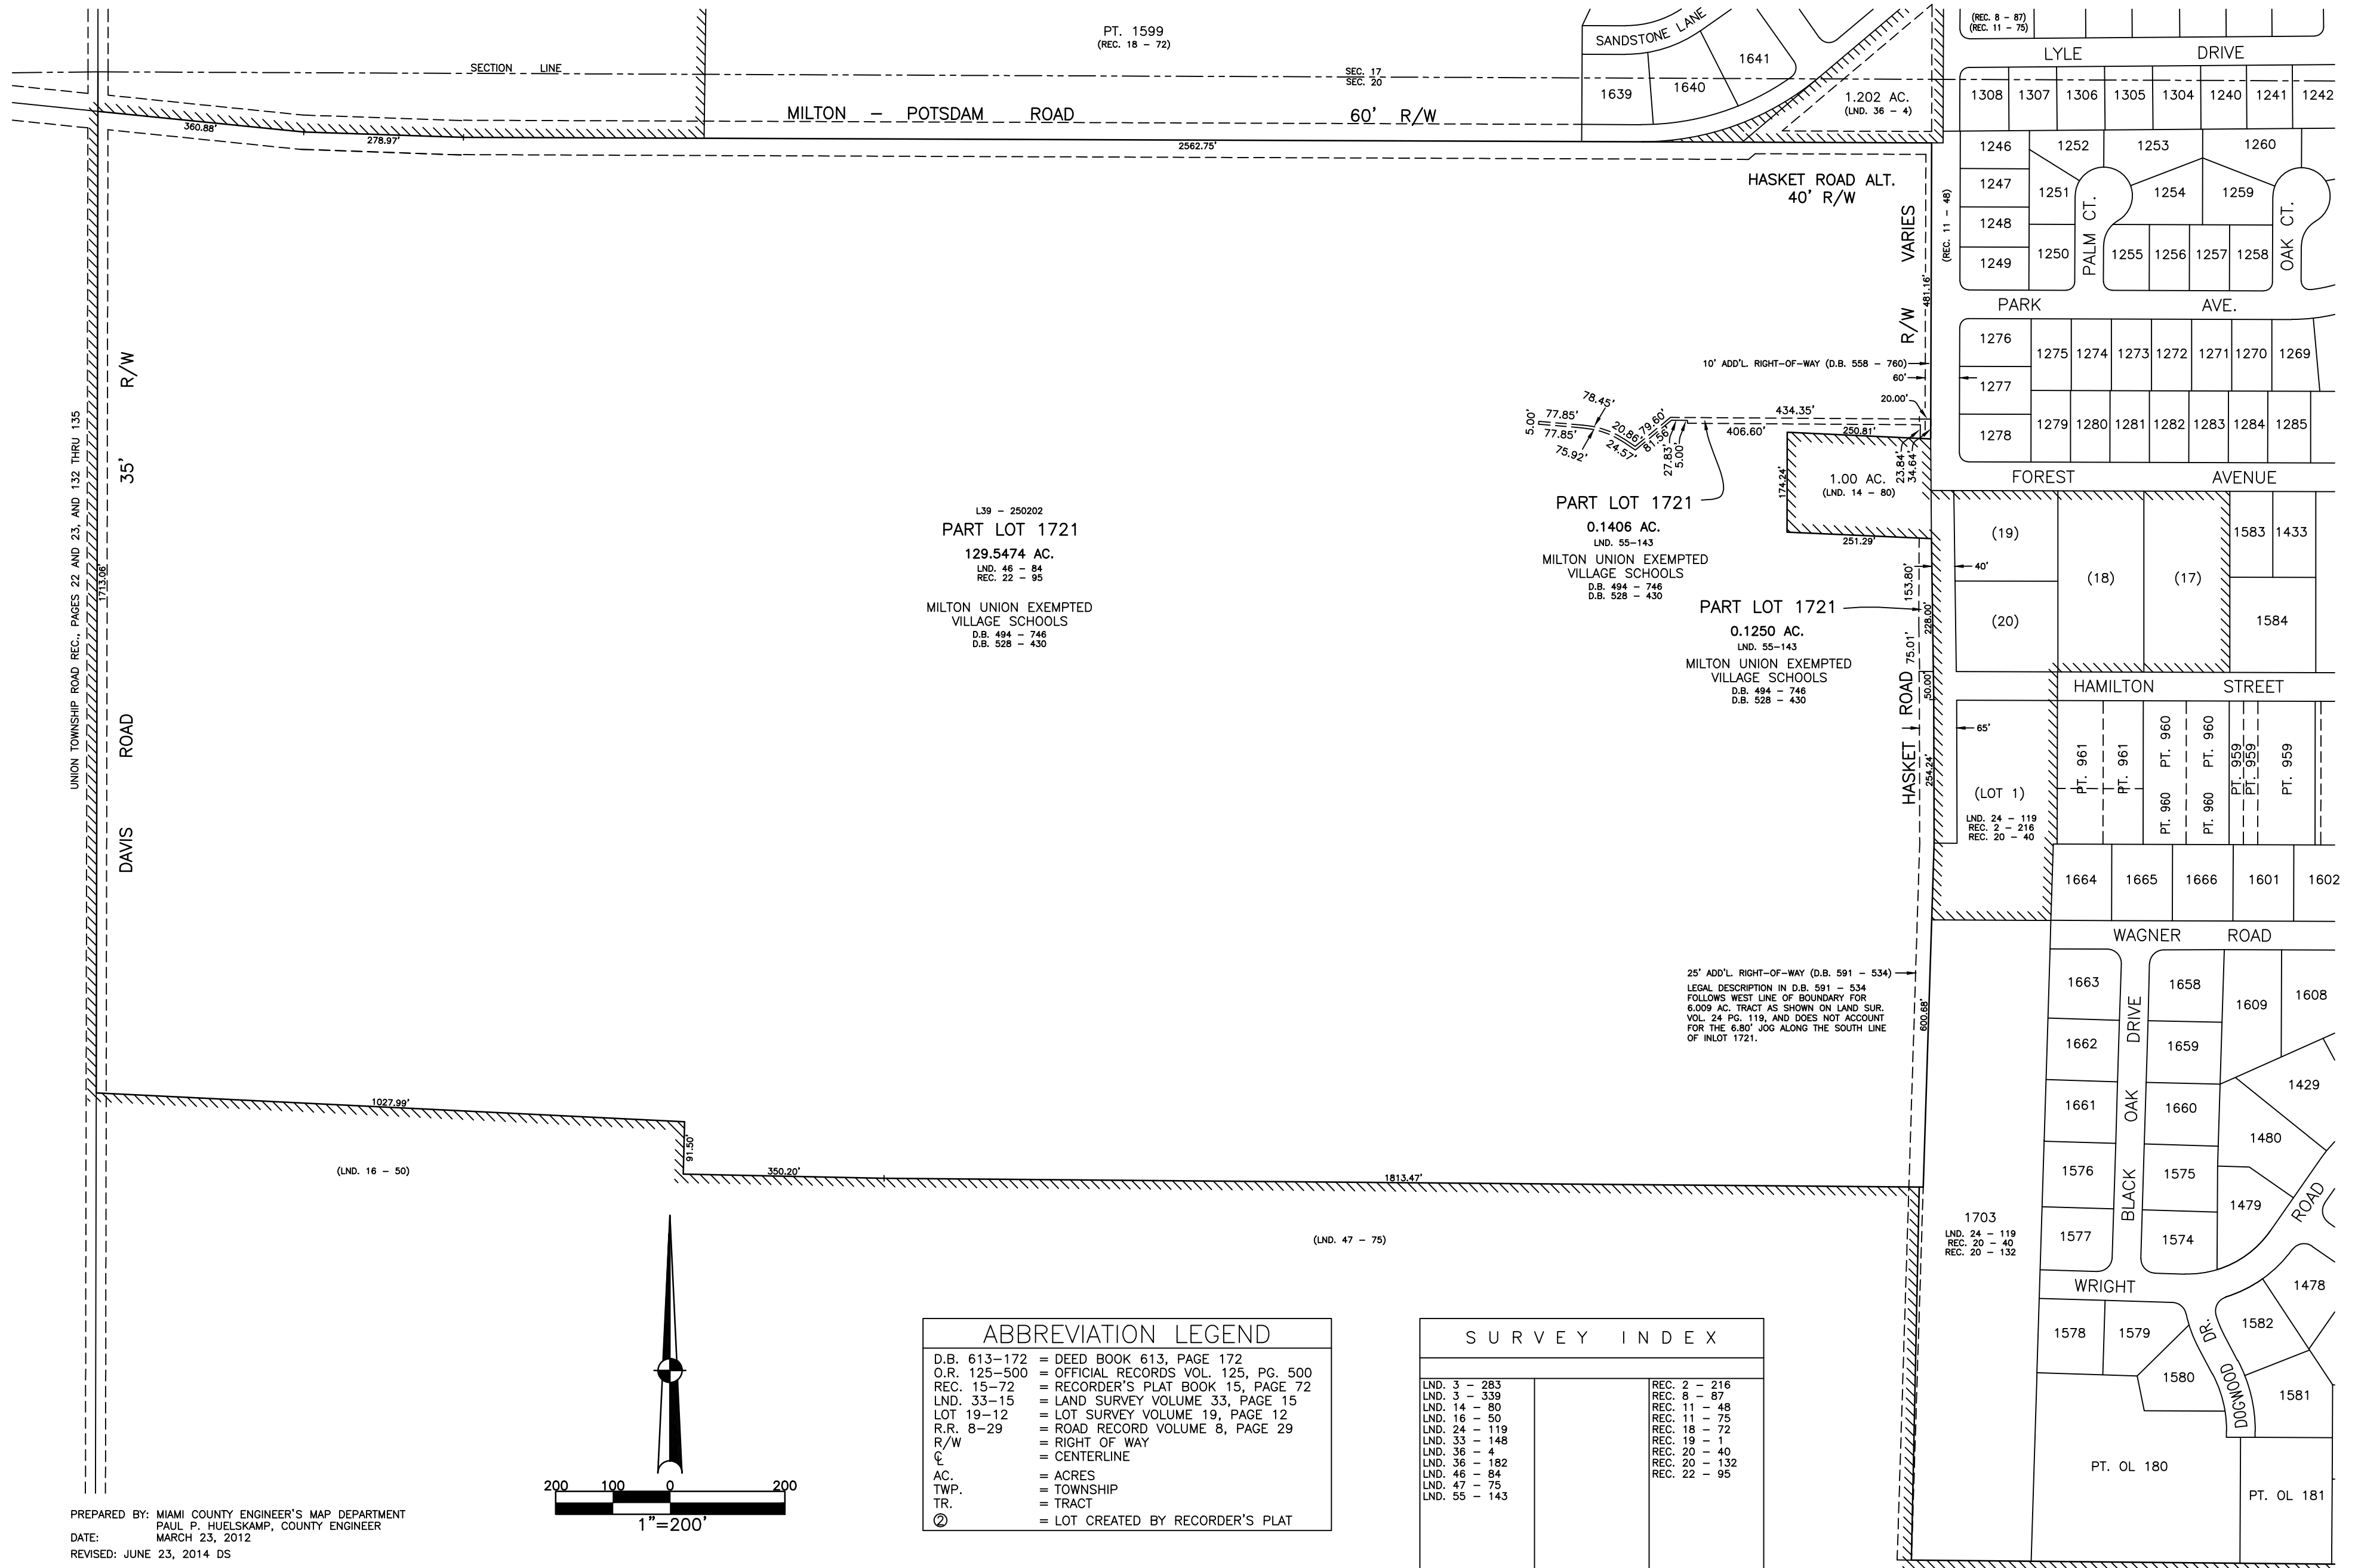 PT. 1599
(REC. 18 - 72)
SECTION LINE
SEC. 17
SEC. 20
SANDSTONE LANE
1639
1640
1641
1.202 AC.
(LND. 36 - 4)
(REC. 8 - 87)
(REC. 11 - 75)
LYLE DRIVE
1308 1307 1306 1305 1304 1240 1241 1242
MILTON - POTSDAM ROAD 60' R/W
360.88'
278.97'
2562.75'
HASKET ROAD ALT.
40' R/W
R/W VARIES
(REC. 11 - 48)
481.16'
1246
1247
1248
1249
1252
1253
1260
1251
1254
1259
1250
PALM CT.
1255 1256 1257 1258
OAK CT.
PARK AVE.
1276
1277
1278
1275 1274 1273 1272 1271 1270 1269
1279 1280 1281 1282 1283 1284 1285
FOREST AVENUE
10' ADD'L. RIGHT-OF-WAY (D.B. 558 - 760)
60'
20.00'
78.45'
5.00'
77.85'
77.85'
75.92'
20.86'
24.57'
79.60'
81.56'
27.83'
5.00'
434.35'
406.60'
250.81'
23.84'
34.64'
174.24'
1.00 AC.
(LND. 14 - 80)
251.29'
PART LOT 1721
0.1406 AC.
LND. 55-143
MILTON UNION EXEMPTED
VILLAGE SCHOOLS
D.B. 494 - 746
D.B. 528 - 430
PART LOT 1721
0.1250 AC.
LND. 55-143
MILTON UNION EXEMPTED
VILLAGE SCHOOLS
D.B. 494 - 746
D.B. 528 - 430
L39 - 250202
PART LOT 1721
129.5474 AC.
LND. 46 - 84
REC. 22 - 95
MILTON UNION EXEMPTED
VILLAGE SCHOOLS
D.B. 494 - 746
D.B. 528 - 430
UNION TOWNSHIP ROAD REC., PAGES 22 AND 23, AND 132 THRU 135
1713.06'
DAVIS ROAD 35' R/W
153.80'
228.00'
75.01'
50.00'
254.24'
HASKET ROAD
40'
65'
(19)
(20)
(18)
(17)
1583 1433
1584
HAMILTON STREET
(LOT 1)
LND. 24 - 119
REC. 2 - 216
REC. 20 - 40
PT. 961
PT. 961
PT. 960
PT. 960
PT. 960
PT. 960
PT. 959
PT. 959
PT. 959
1664 1665 1666 1601 1602
WAGNER ROAD
25' ADD'L. RIGHT-OF-WAY (D.B. 591 - 534)
LEGAL DESCRIPTION IN D.B. 591 - 534
FOLLOWS WEST LINE OF BOUNDARY FOR
6.009 AC. TRACT AS SHOWN ON LAND SUR.
VOL. 24 PG. 119, AND DOES NOT ACCOUNT
FOR THE 6.80' JOG ALONG THE SOUTH LINE
OF INLOT 1721.
600.68'
1663
1662
1661
1576
1577
BLACK OAK DRIVE
1658
1659
1660
1575
1574
1609
1608
1429
1480
1479
WRIGHT ROAD
1703
LND. 24 - 119
REC. 20 - 40
REC. 20 - 132
1578
1579
1580
DOGWOOD DR.
1582
1478
1581
PT. OL 180
PT. OL 181
1027.99'
91.50'
350.20'
1813.47'
(LND. 16 - 50)
(LND. 47 - 75)
200 100 0 200
1"=200'
ABBREVIATION LEGEND
D.B. 613-172 = DEED BOOK 613, PAGE 172
O.R. 125-500 = OFFICIAL RECORDS VOL. 125, PG. 500
REC. 15-72 = RECORDER'S PLAT BOOK 15, PAGE 72
LND. 33-15 = LAND SURVEY VOLUME 33, PAGE 15
LOT 19-12 = LOT SURVEY VOLUME 19, PAGE 12
R.R. 8-29 = ROAD RECORD VOLUME 8, PAGE 29
R/W = RIGHT OF WAY
℄ = CENTERLINE
AC. = ACRES
TWP. = TOWNSHIP
TR. = TRACT
② = LOT CREATED BY RECORDER'S PLAT
SURVEY INDEX
LND. 3 - 283
LND. 3 - 339
LND. 14 - 80
LND. 16 - 50
LND. 24 - 119
LND. 33 - 148
LND. 36 - 4
LND. 36 - 182
LND. 46 - 84
LND. 47 - 75
LND. 55 - 143
REC. 2 - 216
REC. 8 - 87
REC. 11 - 48
REC. 11 - 75
REC. 18 - 72
REC. 19 - 1
REC. 20 - 40
REC. 20 - 132
REC. 22 - 95
PREPARED BY: MIAMI COUNTY ENGINEER'S MAP DEPARTMENT
PAUL P. HUELSKAMP, COUNTY ENGINEER
DATE: MARCH 23, 2012
REVISED: JUNE 23, 2014 DS